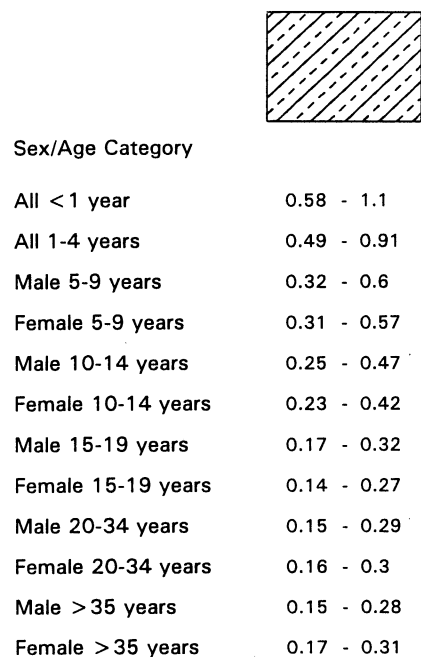 Sex/Age Category
All <1 year 0.58 - 1.1
All 1-4 years 0.49 - 0.91
Male 5-9 years 0.32 - 0.6
Female 5-9 years 0.31 - 0.57
Male 10-14 years 0.25 - 0.47
Female 10-14 years 0.23 - 0.42
Male 15-19 years 0.17 - 0.32
Female 15-19 years 0.14 - 0.27
Male 20-34 years 0.15 - 0.29
Female 20-34 years 0.16 - 0.3
Male >35 years 0.15 - 0.28
Female >35 years 0.17 - 0.31